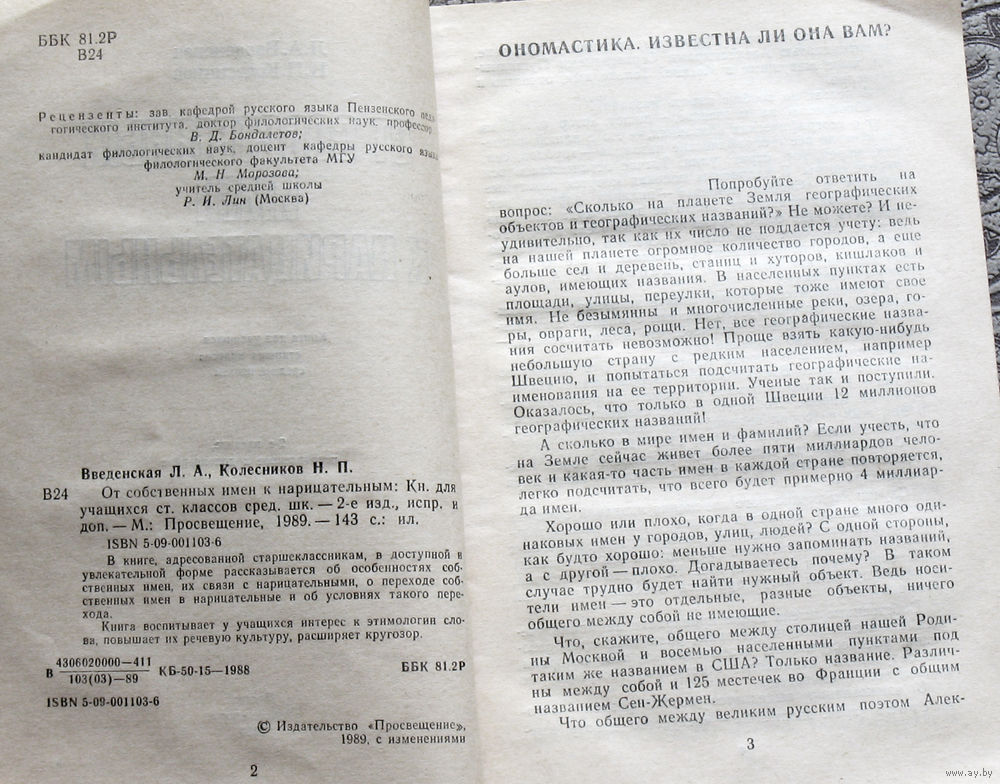 ББК 81.2Р
В24
Рецензенты: зав. кафедрой русского языка Пензенского педа-
гогического института, доктор филологических наук, профессор
В. Д. Бондалетов;
кандидат филологических наук, доцент кафедры русского языка
филологического факультета МГУ
М. Н Морозова;
учитель средней школы
Р. И. Лин (Москва)
Введенская Л. А., Колесников Н. П.
В24 От собственных имен к нарицательным: Кн. для
учащихся ст. классов сред. шк. — 2-е изд., испр. и
доп. — М.: Просвещение, 1989. — 143 с.: ил.
ISBN 5-09-001103-6
В книге, адресованной старшеклассникам, в доступной и
увлекательной форме рассказывается об особенностях соб-
ственных имен, их связи с нарицательными, о переходе соб-
ственных имен в нарицательные и об условиях такого пере-
хода.
Книга воспитывает у учащихся интерес к этимологии сло-
ва, повышает их речевую культуру, расширяет кругозор.
В 4306020000—411
103(03)—89 КБ-50-15—1988 ББК 81.2Р
ISBN 5-09-001103-6
© Издательство «Просвещение»,
1989, с изменениями
2
ОНОМАСТИКА. ИЗВЕСТНА ЛИ ОНА ВАМ?
Попробуйте ответить на
вопрос: «Сколько на планете Земля географических
объектов и географических названий?» Не можете? И не-
удивительно, так как их число не поддается учету: ведь
на нашей планете огромное количество городов, а еще
больше сел и деревень, станиц и хуторов, кишлаков и
аулов, имеющих названия. В населенных пунктах есть
площади, улицы, переулки, которые тоже имеют свое
имя. Не безымянны и многочисленные реки, озера, го-
ры, овраги, леса, рощи. Нет, все географические назва-
ния сосчитать невозможно! Проще взять какую-нибудь
небольшую страну с редким населением, например
Швецию, и попытаться подсчитать географические на-
именования на ее территории. Ученые так и поступили.
Оказалось, что только в одной Швеции 12 миллионов
географических названий!
А сколько в мире имен и фамилий? Если учесть, что
на Земле сейчас живет более пяти миллиардов чело-
век и какая-то часть имен в каждой стране повторяется,
легко подсчитать, что всего будет примерно 4 миллиар-
да имен.
Хорошо или плохо, когда в одной стране много оди-
наковых имен у городов, улиц, людей? С одной стороны,
как будто хорошо: меньше нужно запоминать названий,
а с другой — плохо. Догадываетесь почему? В таком
случае трудно будет найти нужный объект. Ведь носи-
тели имен — это отдельные, разные объекты, ничего
общего между собой не имеющие.
Что, скажите, общего между столицей нашей Роди-
ны Москвой и восемью населенными пунктами под
таким же названием в США? Только название. Различ-
ны между собой и 125 местечек во Франции с общим
названием Сен-Жермен.
Что общего между великим русским поэтом Алек-
3
www.ay.by